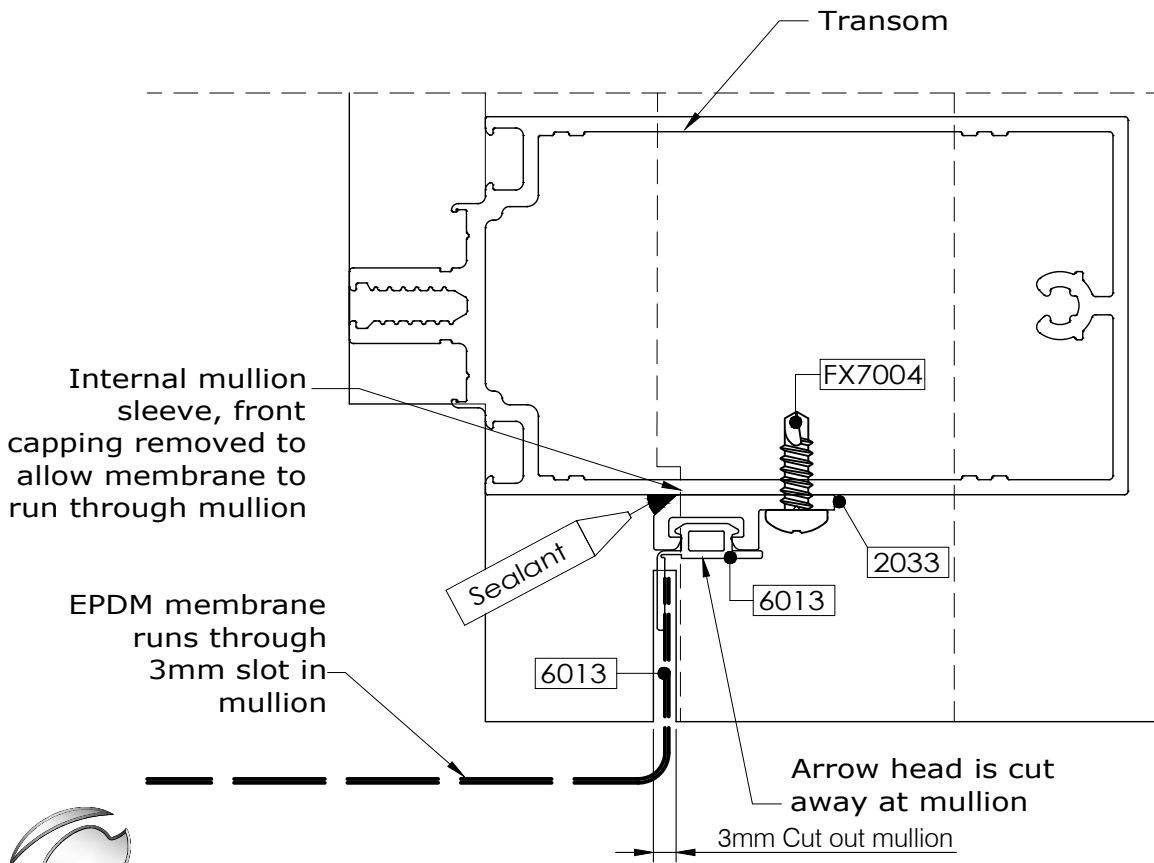 Transom
FX7004
Internal mullion
sleeve, front
capping removed to
allow membrane to
run through mullion
Sealant
2033
6013
EPDM membrane
runs through
3mm slot in
mullion
6013
Arrow head is cut
away at mullion
3mm Cut out mullion